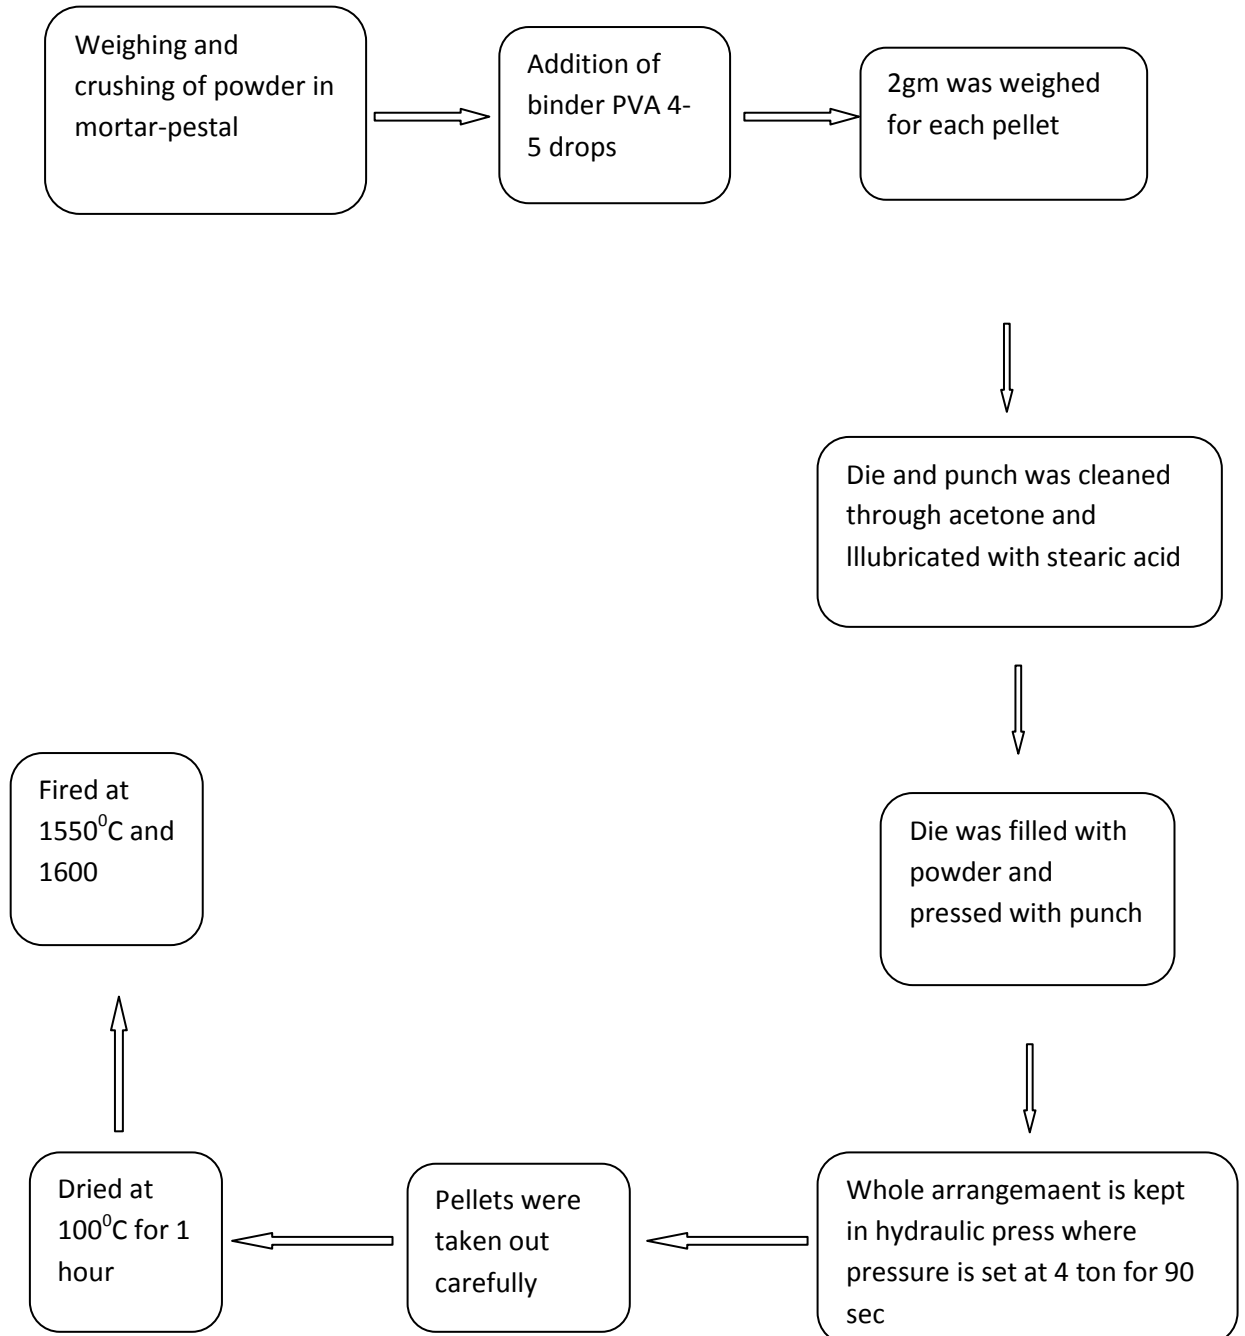 Weighing and
crushing of powder in
mortar-pestal
Addition of
binder PVA 4-
5 drops
2gm was weighed
for each pellet
Die and punch was cleaned
through acetone and
lllubricated with stearic acid
Die was filled with
powder and
pressed with punch
Whole arrangemaent is kept
in hydraulic press where
pressure is set at 4 ton for 90
sec
Pellets were
taken out
carefully
Dried at
100⁰C for 1
hour
Fired at
1550⁰C and
1600